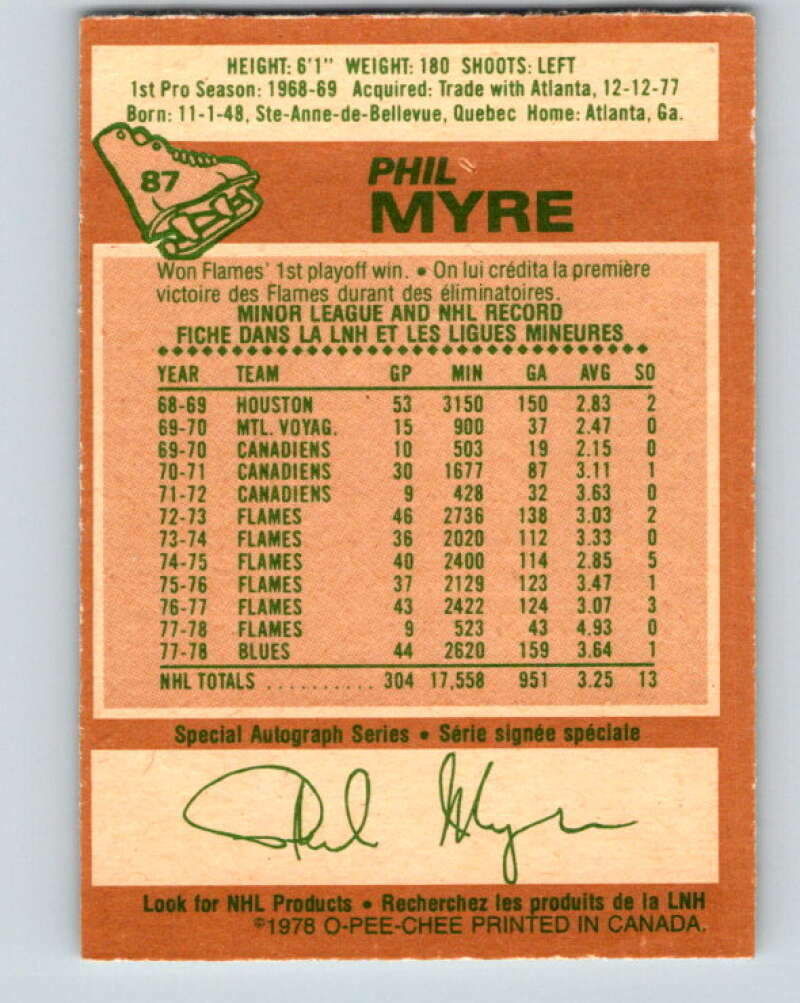 HEIGHT: 6'1" WEIGHT: 180 SHOOTS: LEFT
1st Pro Season: 1968-69 Acquired: Trade with Atlanta, 12-12-77
Born: 11-1-48, Ste-Anne-de-Bellevue, Quebec Home: Atlanta, Ga.
87
PHIL
MYRE
Won Flames' 1st playoff win. • On lui crédita la première
victoire des Flames durant des éliminatoires.
MINOR LEAGUE AND NHL RECORD
FICHE DANS LA LNH ET LES LIGUES MINEURES
YEAR TEAM GP MIN GA AVG SO
68-69 HOUSTON 53 3150 150 2.83 2
69-70 MTL. VOYAG. 15 900 37 2.47 0
69-70 CANADIENS 10 503 19 2.15 0
70-71 CANADIENS 30 1677 87 3.11 1
71-72 CANADIENS 9 428 32 3.63 0
72-73 FLAMES 46 2736 138 3.03 2
73-74 FLAMES 36 2020 112 3.33 0
74-75 FLAMES 40 2400 114 2.85 5
75-76 FLAMES 37 2129 123 3.47 1
76-77 FLAMES 43 2422 124 3.07 3
77-78 FLAMES 9 523 43 4.93 0
77-78 BLUES 44 2620 159 3.64 1
NHL TOTALS .......... 304 17,558 951 3.25 13
Special Autograph Series • Série signée spéciale
Phil Myre
Look for NHL Products • Recherchez les produits de la LNH
©1978 O-PEE-CHEE PRINTED IN CANADA.